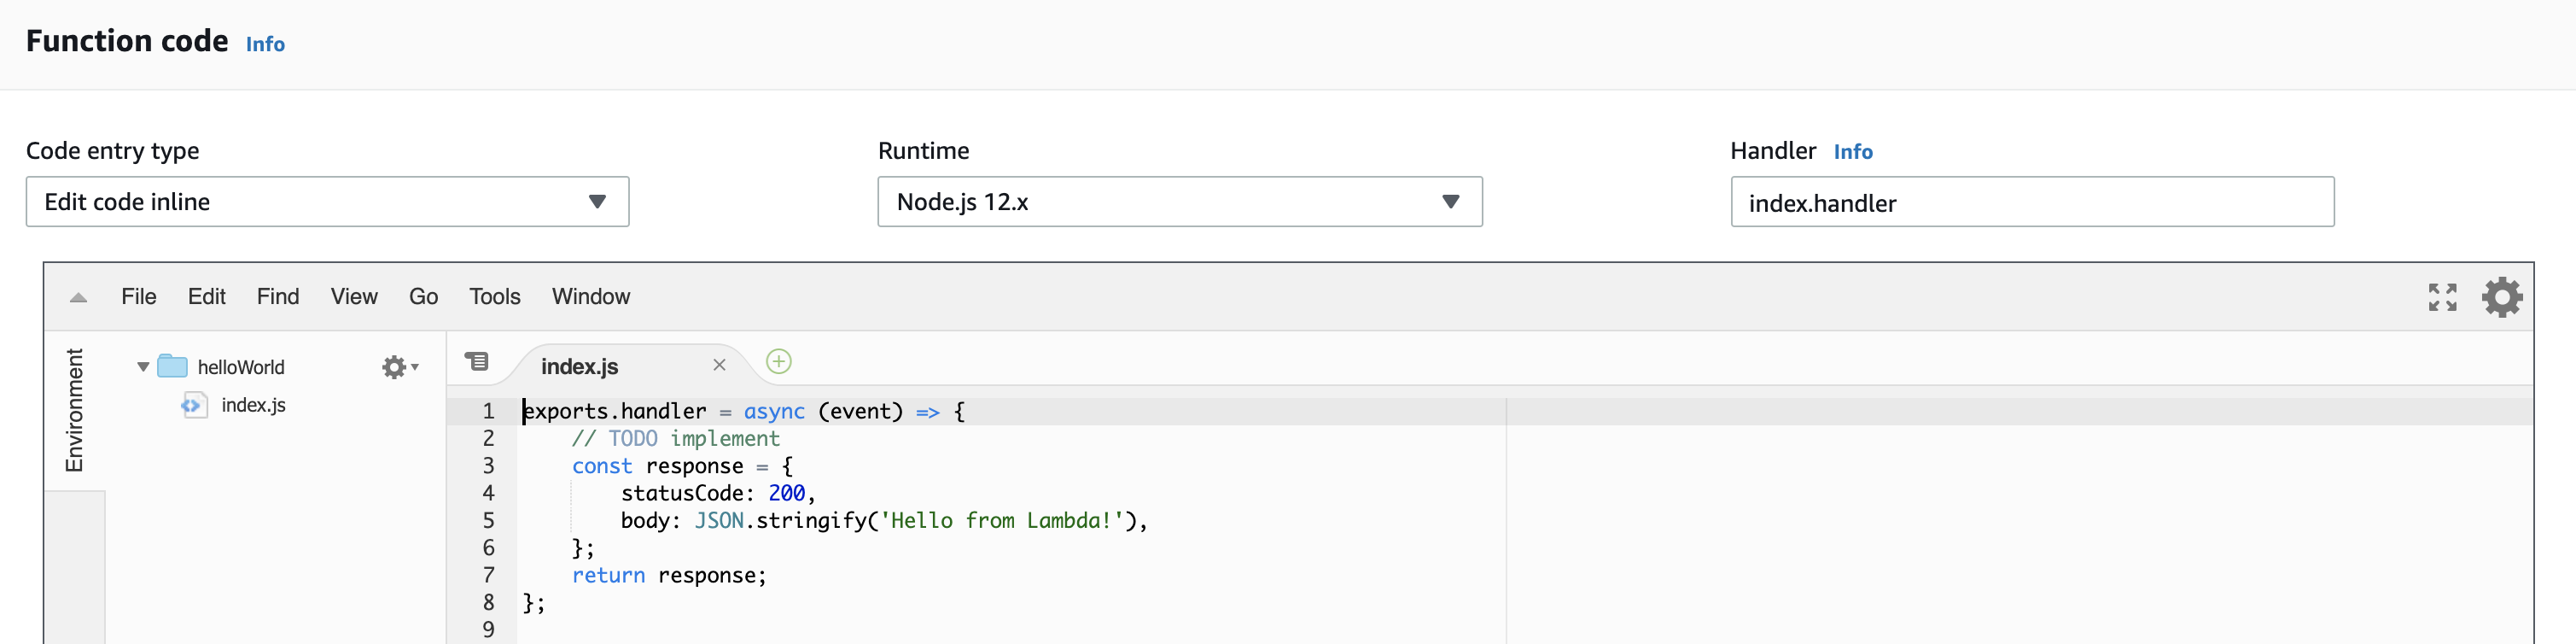 Function code Info
Code entry type
Runtime
Handler Info
Edit code inline
Node.js 12.x
index.handler
File Edit Find View Go Tools Window
Environment
helloWorld
index.js
index.js
1 exports.handler = async (event) => {
2     // TODO implement
3     const response = {
4         statusCode: 200,
5         body: JSON.stringify('Hello from Lambda!'),
6     };
7     return response;
8 };
9